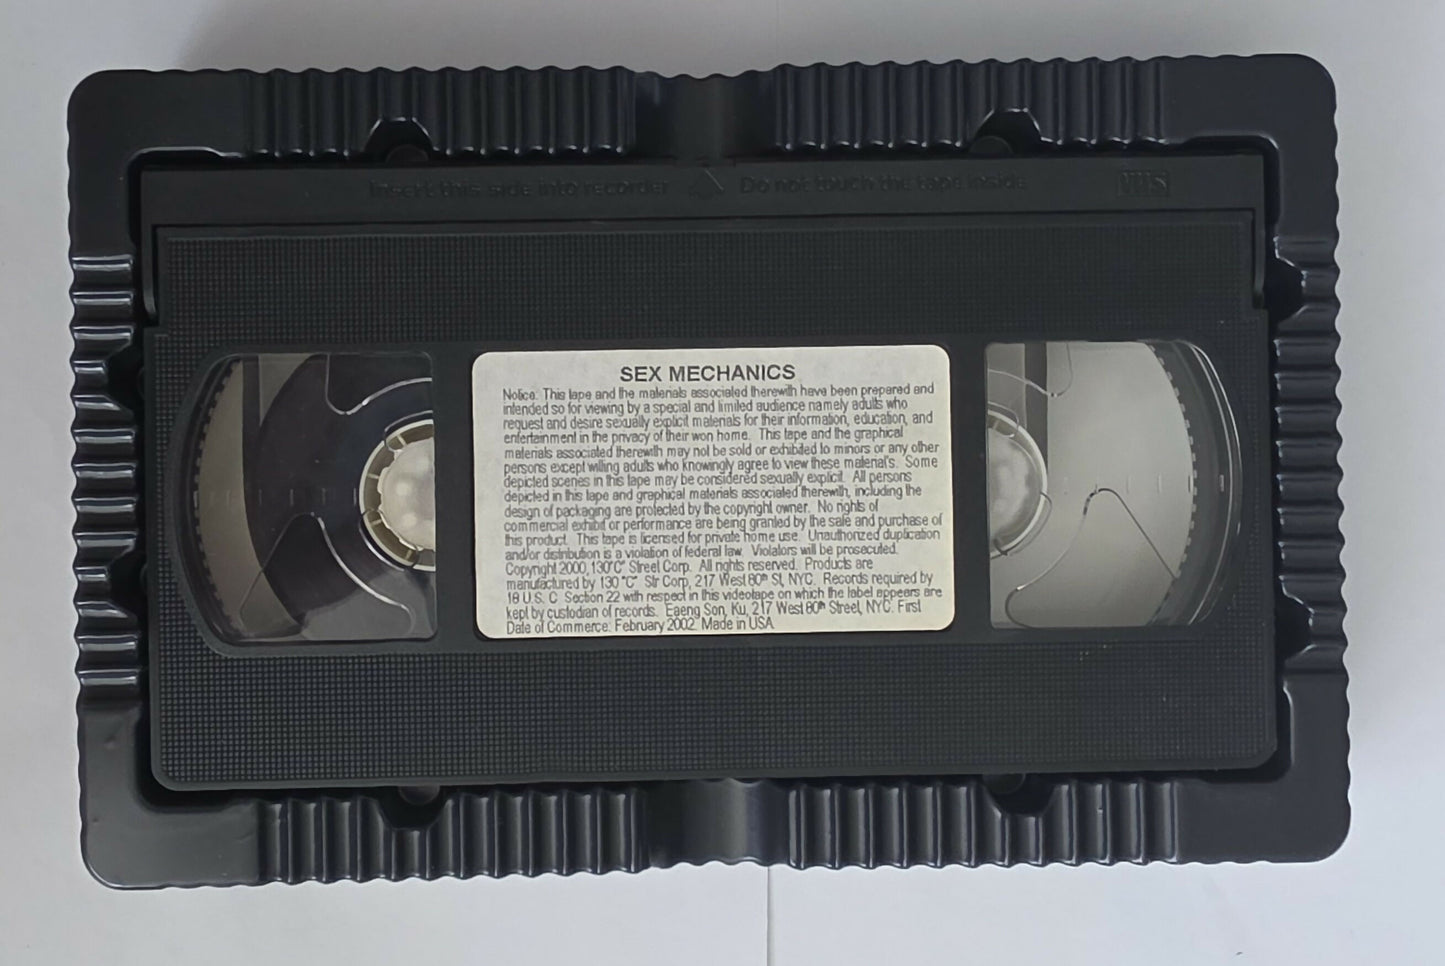 Insert this side into recorder Do not touch the tape inside VHS
SEX MECHANICS
Notice: This tape and the materials associated therewith have been prepared and
intended so for viewing by a special and limited audience namely adults who
request and desire sexually explicit materials for their information, education, and
entertainment in the privacy of their won home. This tape and the graphical
materials associated therewith may not be sold or exhibited to minors or any other
persons except willing adults who knowingly agree to view these material's. Some
depicted scenes in this tape may be considered sexually explicit. All persons
depicted in this tape and graphical materials associated therewith, including the
design of packaging are protected by the copyright owner. No rights of
commercial exhibit or performance are being granted by the sale and purchase of
this product. This tape is licensed for private home use. Unauthorized duplication
and/or distribution is a violation of federal law. Violators will be prosecuted.
Copyright 2000, 130"C" Street Corp. All rights reserved. Products are
manufactured by 130 "C" Str Corp, 217 West 80th St, NYC. Records required by
18 U.S. C. Section 22 with respect in this videotape on which the label appears are
kept by custodian of records. Eaeng Son, Ku, 217 West 80th Street, NYC. First
Date of Commerce: February 2002. Made in USA